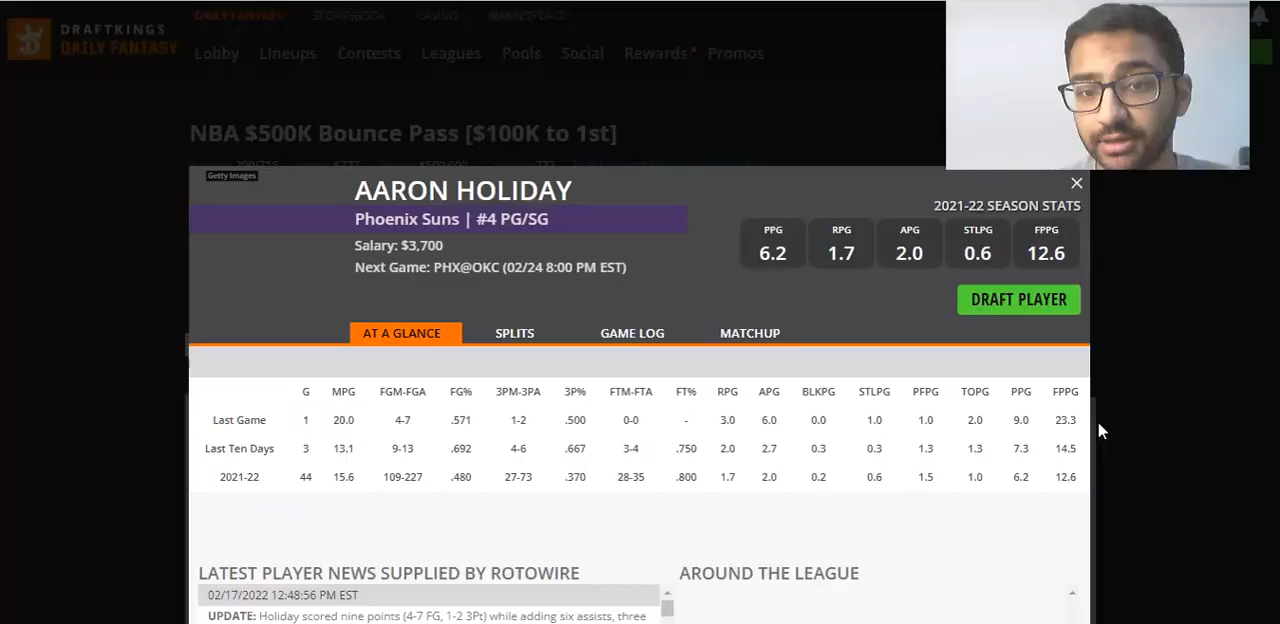 DAILY FANTASY SPORTSBOOK CASINO MARKETPLACE
DRAFTKINGS
DAILY FANTASY
Lobby Lineups Contests Leagues Pools Social Rewards Promos
NBA $500K Bounce Pass [$100K to 1st]
Getty Images
AARON HOLIDAY
Phoenix Suns | #4 PG/SG
Salary: $3,700
Next Game: PHX@OKC (02/24 8:00 PM EST)
2021-22 SEASON STATS
PPG RPG APG STLPG FPPG
6.2 1.7 2.0 0.6 12.6
DRAFT PLAYER
AT A GLANCE SPLITS GAME LOG MATCHUP
G MPG FGM-FGA FG% 3PM-3PA 3P% FTM-FTA FT% RPG APG BLKPG STLPG PFPG TOPG PPG FPPG
Last Game 1 20.0 4-7 .571 1-2 .500 0-0 - 3.0 6.0 0.0 1.0 1.0 2.0 9.0 23.3
Last Ten Days 3 13.1 9-13 .692 4-6 .667 3-4 .750 2.0 2.7 0.3 0.3 1.3 1.3 7.3 14.5
2021-22 44 15.6 109-227 .480 27-73 .370 28-35 .800 1.7 2.0 0.2 0.6 1.5 1.0 6.2 12.6
LATEST PLAYER NEWS SUPPLIED BY ROTOWIRE
02/17/2022 12:48:56 PM EST
UPDATE: Holiday scored nine points (4-7 FG, 1-2 3Pt) while adding six assists, three
AROUND THE LEAGUE